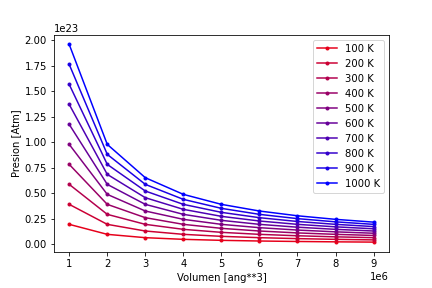 1e23
2.00
1.75
1.50
1.25
1.00
0.75
0.50
0.25
0.00
Presion [Atm]
100 K
200 K
300 K
400 K
500 K
600 K
700 K
800 K
900 K
1000 K
1 2 3 4 5 6 7 8 9
1e6
Volumen [ang**3]